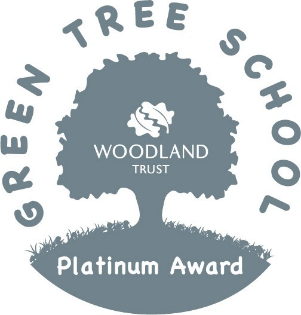 GREEN TREE SCHOOL
WOODLAND
TRUST
Platinum Award